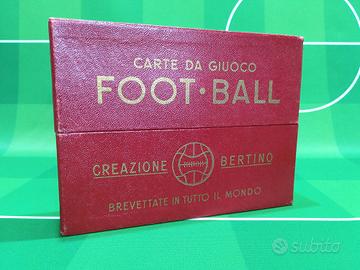 CARTE DA GIUOCO
FOOT·BALL
CREAZIONE BERTINO
BREVETTATE IN TUTTO IL MONDO
subito